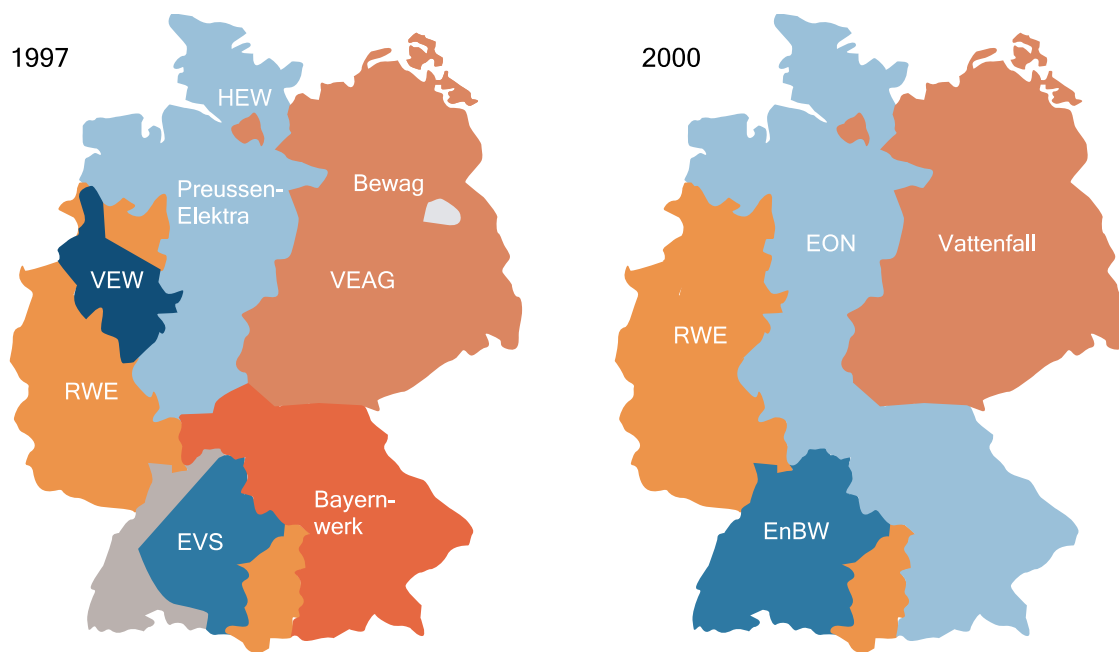 1997
HEW
Preussen-
Elektra
Bewag
VEW
VEAG
RWE
Bayern-
werk
EVS
2000
EON
Vattenfall
RWE
EnBW